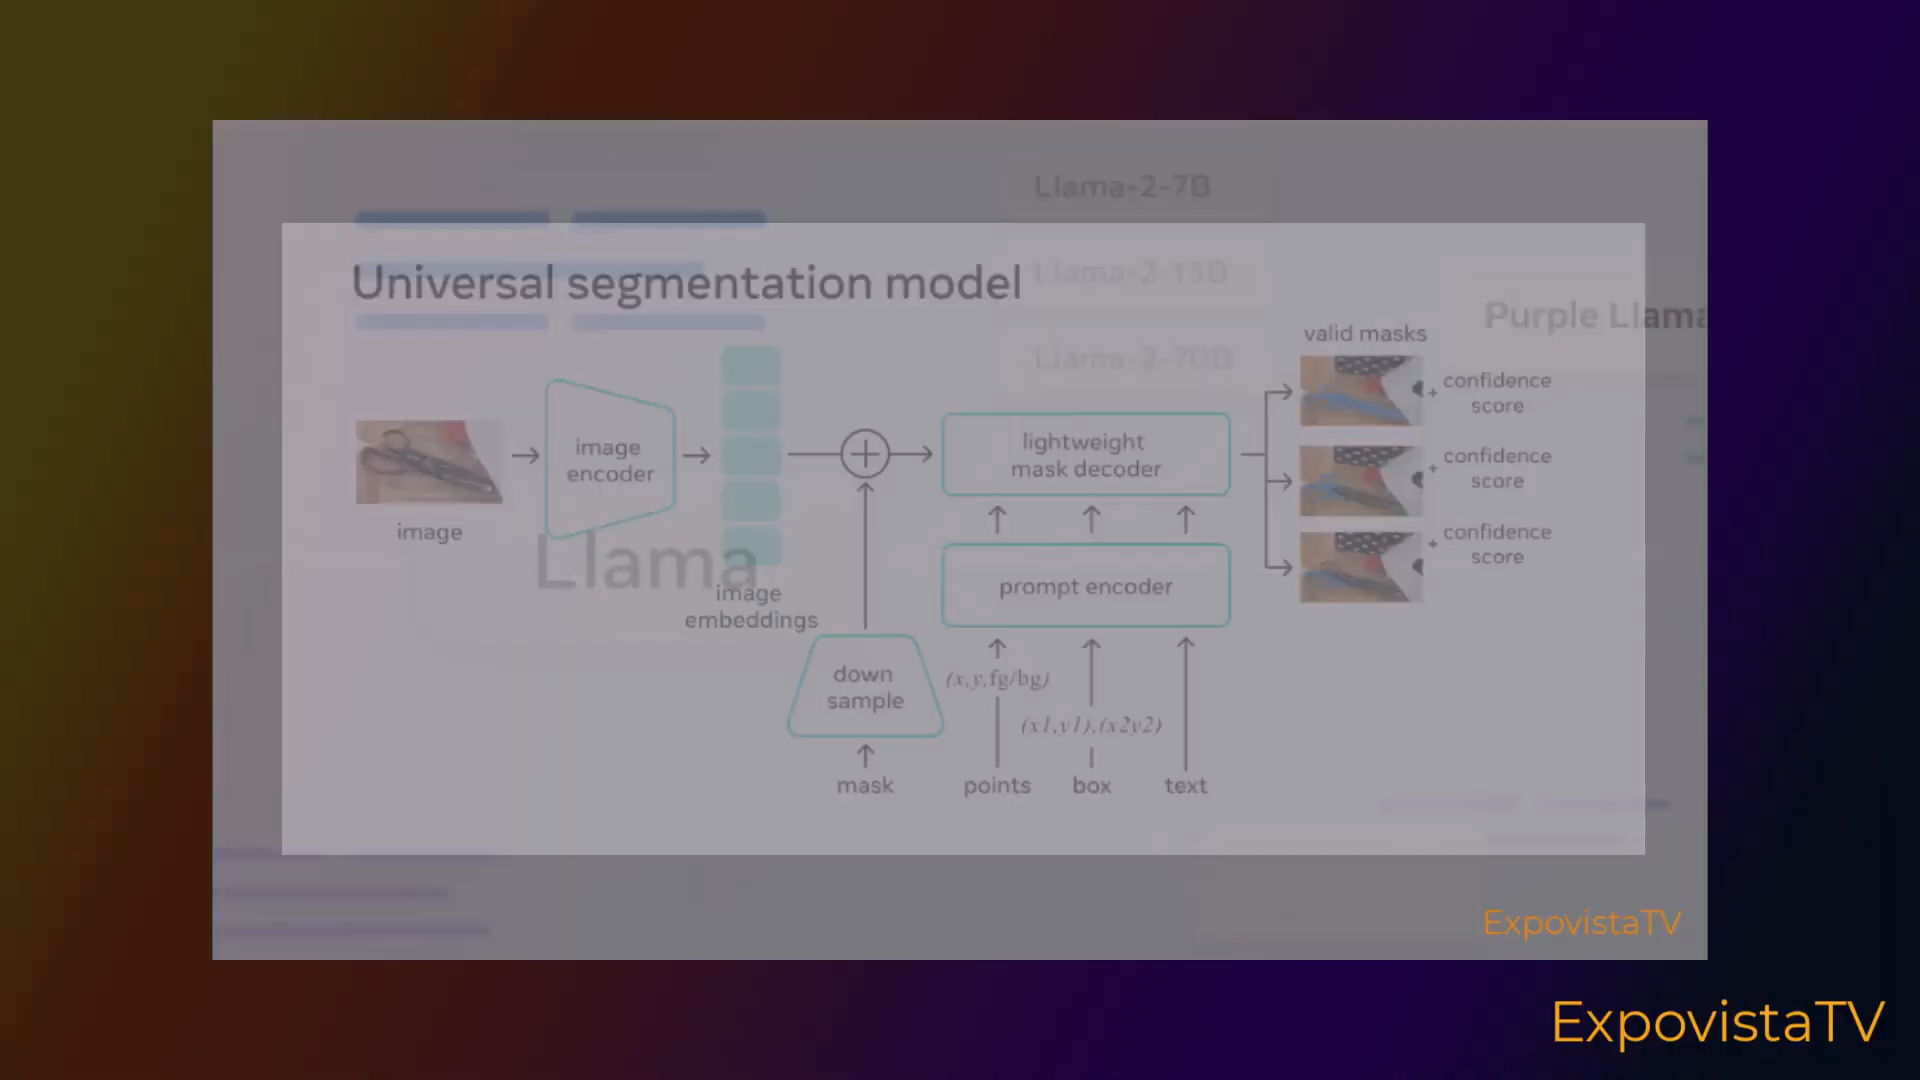 Llama-2-7B
Llama-2-13B
Llama-2-70B
Purple Llama
Llama
Universal segmentation model
image
image
encoder
image
embeddings
down
sample
mask
lightweight
mask decoder
prompt encoder
(x,y,fg/bg)
(x1,y1),(x2y2)
points
box
text
valid masks
+ confidence
score
+ confidence
score
+ confidence
score
ExpovistaTV
ExpovistaTV